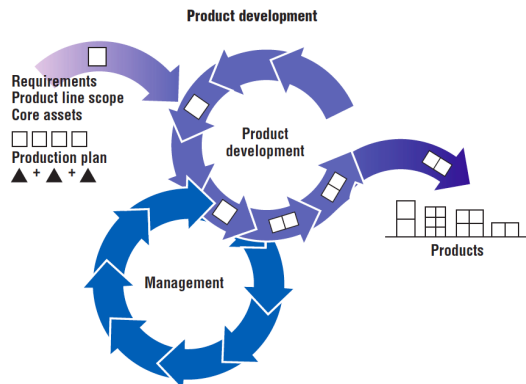 Product development
Requirements
Product line scope
Core assets
Production plan
+ +
Product
development
Management
Products